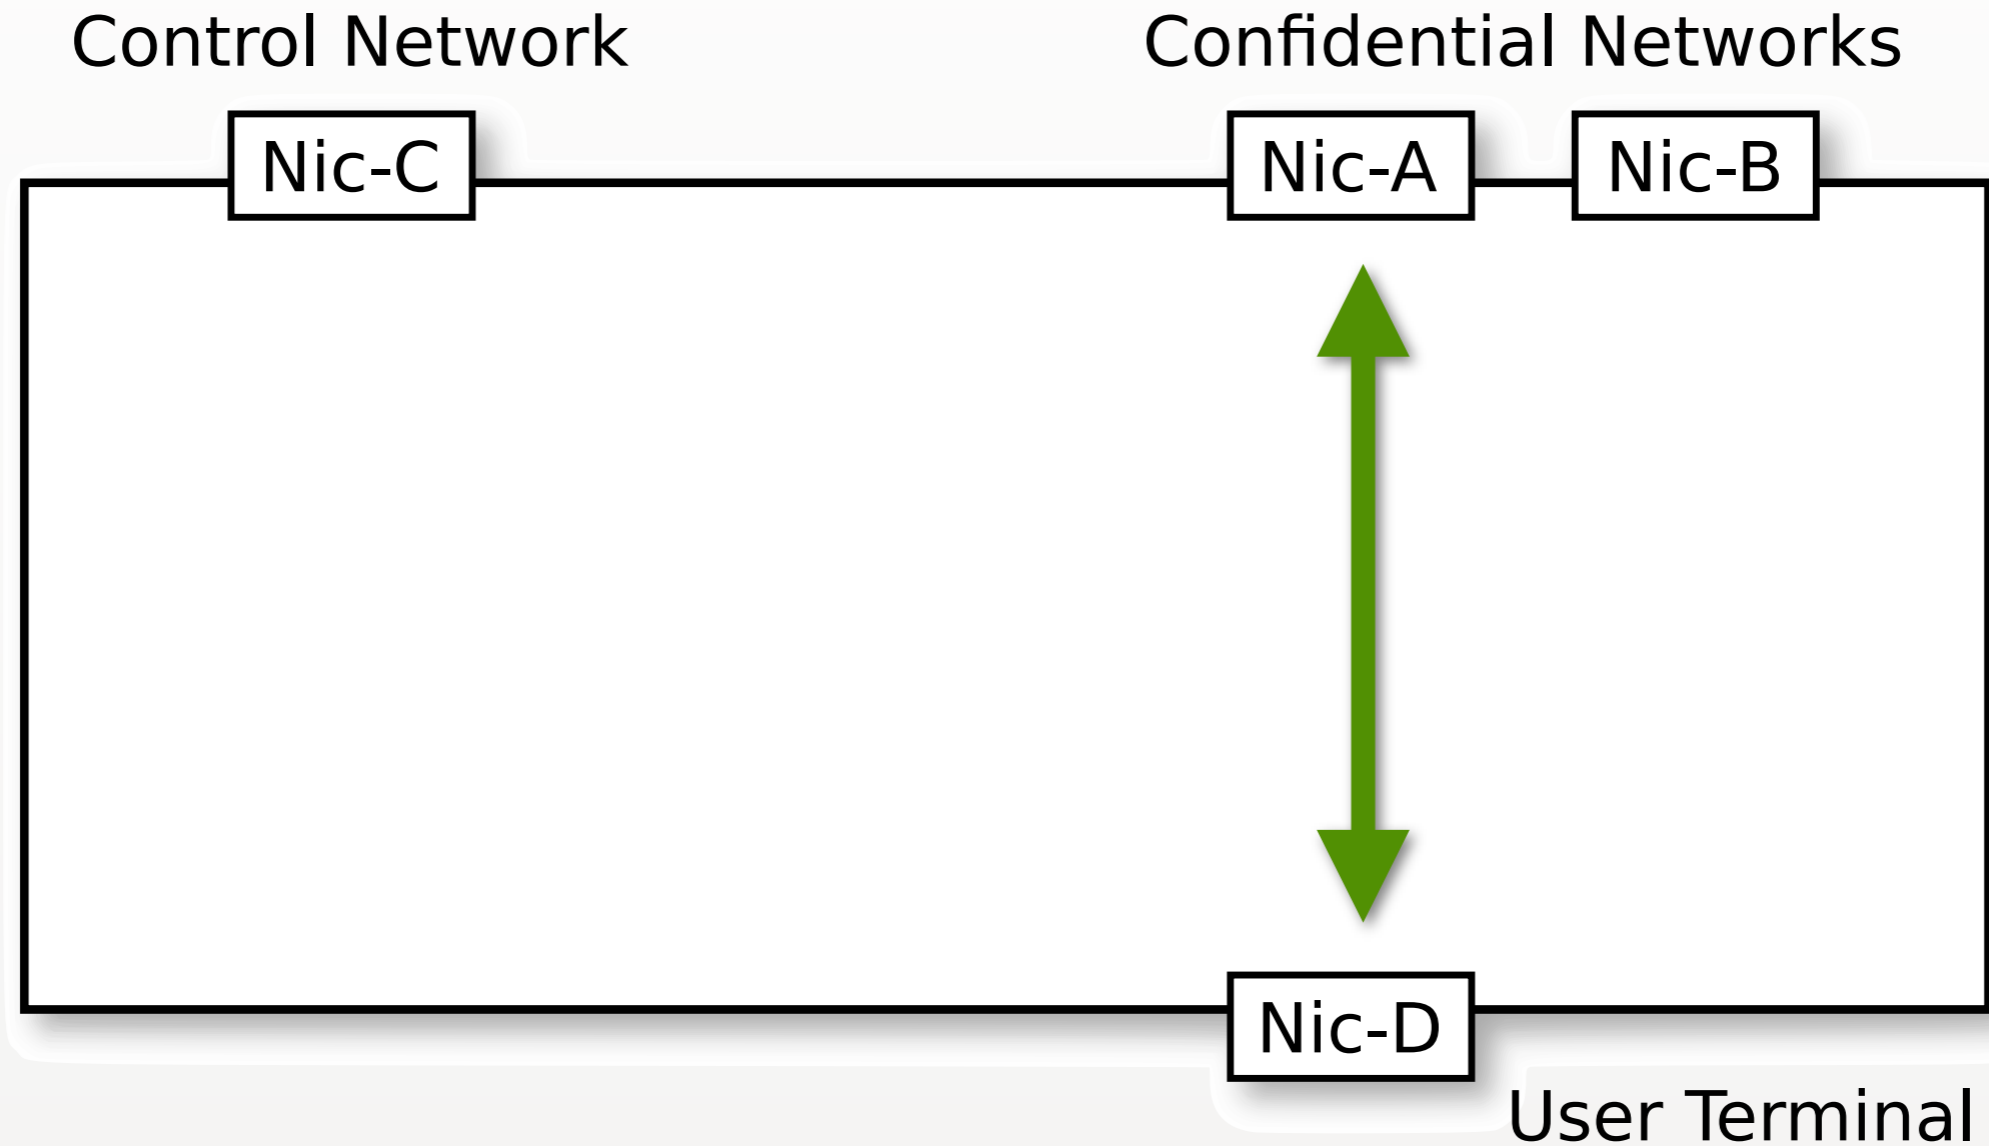 Control Network
Confidential Networks
Nic-C
Nic-A
Nic-B
Nic-D
User Terminal